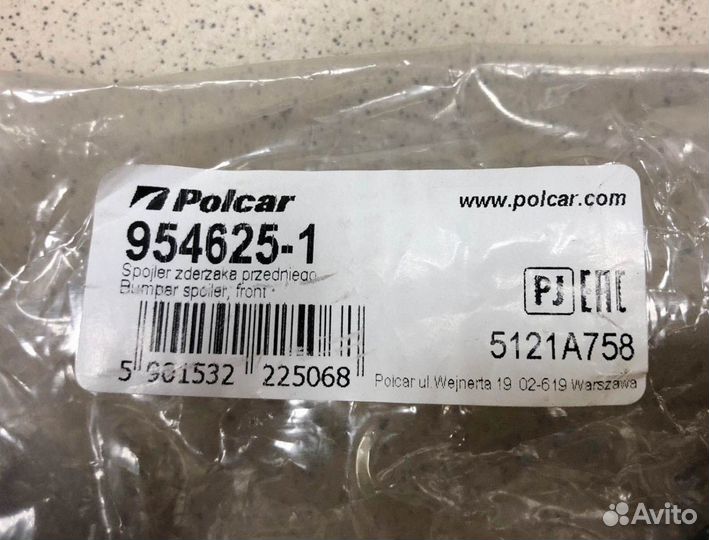 Polcar
www.polcar.com
954625-1
Spojler zderzaka przedniego
Bumper spoiler, front
PJ EAC
5121A758
5 901532 225068
Polcar ul. Wejnerta 19 02-619 Warszawa
Avito